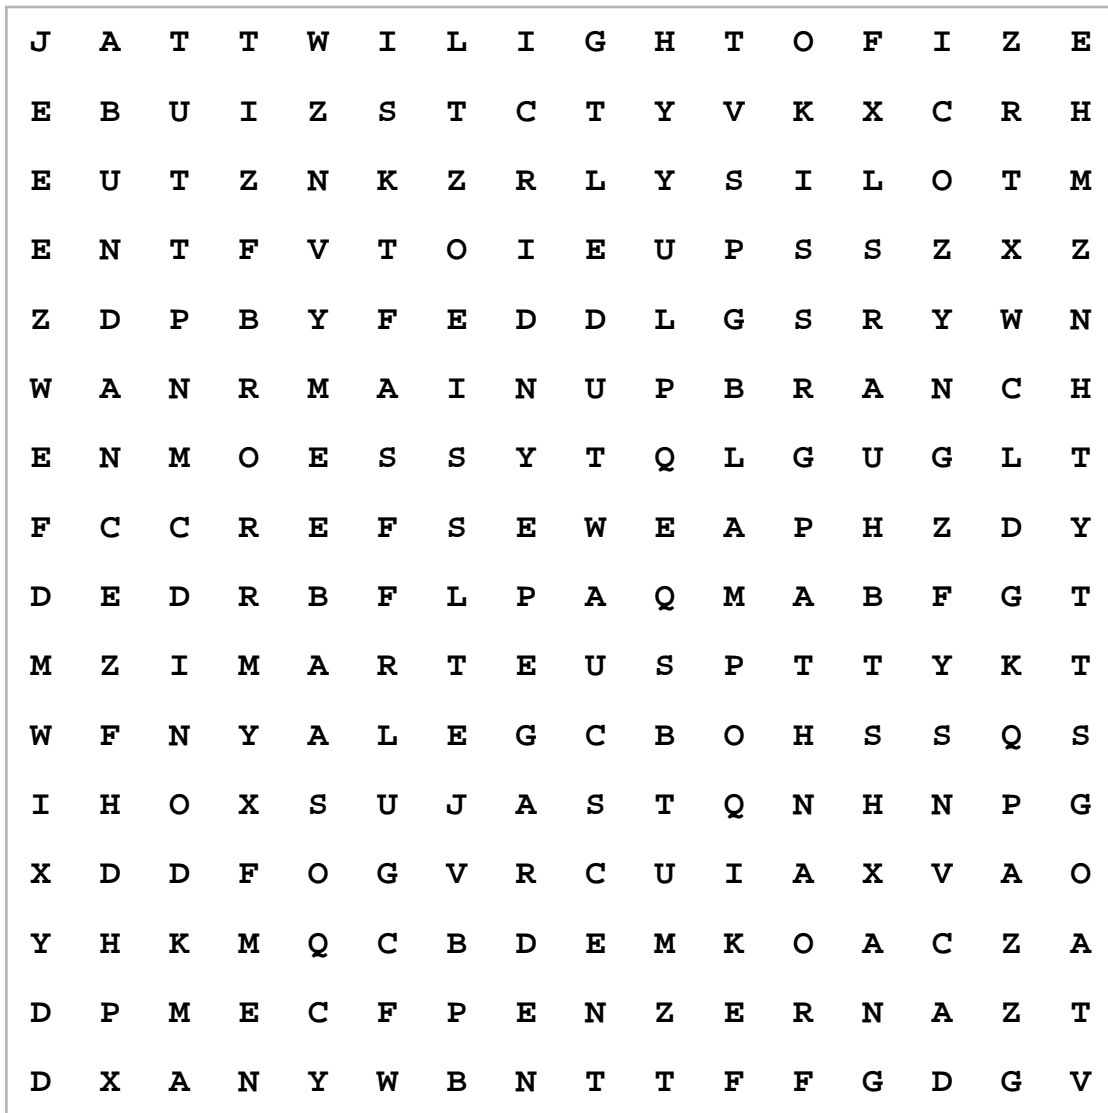 J A T T W I L I G H T O F I Z E
E B U I Z S T C T Y V K X C R H
E U T Z N K Z R L Y S I L O T M
E N T F V T O I E U P S S Z X Z
Z D P B Y F E D D L G S R Y W N
W A N R M A I N U P B R A N C H
E N M O E S S Y T Q L G U G L T
F C C R E F S E W E A P H Z D Y
D E D R B F L P A Q M A B F G T
M Z I M A R T E U S P T T Y K T
W F N Y A L E G C B O H S S Q S
I H O X S U J A S T Q N H N P G
X D D F O G V R C U I A X V A O
Y H K M Q C B D E M K O A C Z A
D P M E C F P E N Z E R N A Z T
D X A N Y W B N T T F F G D G V